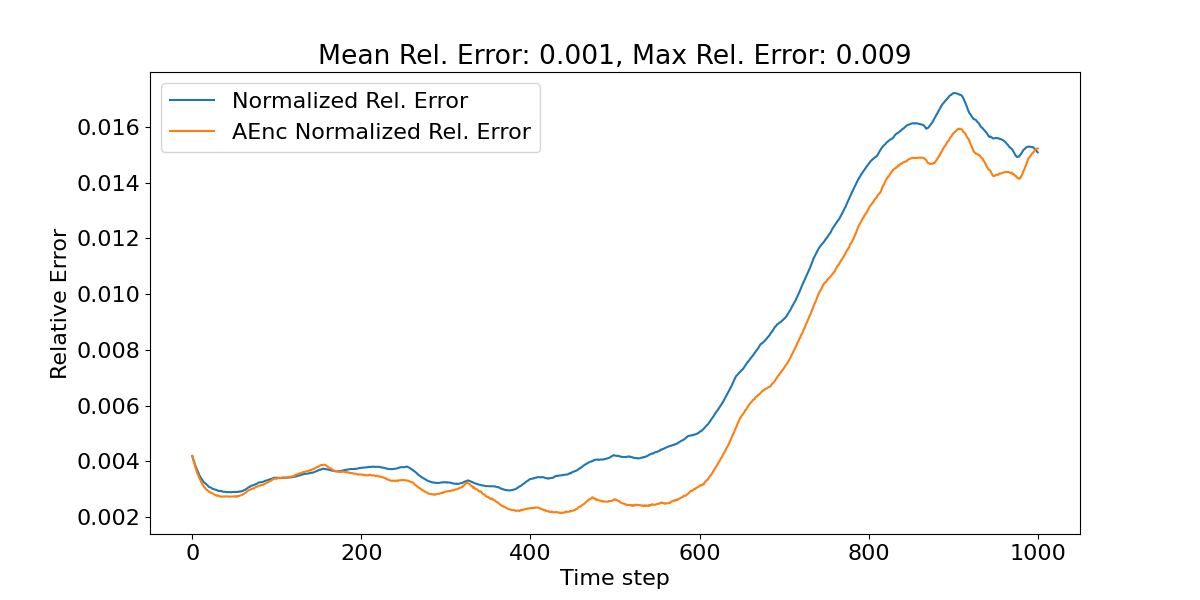 Mean Rel. Error: 0.001, Max Rel. Error: 0.009
Normalized Rel. Error
AEnc Normalized Rel. Error
Relative Error
0.016
0.014
0.012
0.010
0.008
0.006
0.004
0.002
0 200 400 600 800 1000
Time step